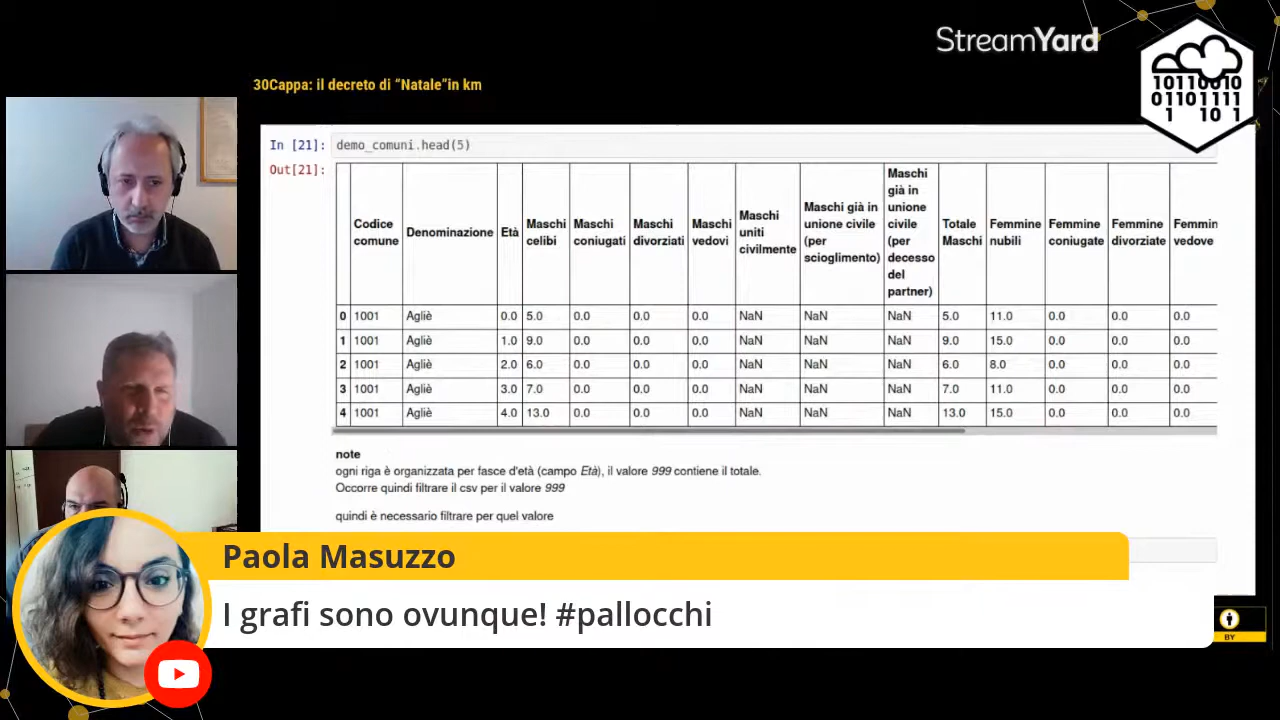 StreamYard
10110010
01101111
1 10 1
30Cappa: il decreto di “Natale”in km
In [21]: demo_comuni.head(5)
Out[21]:
Codice comune Denominazione Età Maschi celibi Maschi coniugati Maschi divorziati Maschi vedovi Maschi uniti civilmente Maschi già in unione civile (per scioglimento) Maschi già in unione civile (per decesso del partner) Totale Maschi Femmine nubili Femmine coniugate Femmine divorziate Femmin vedove
0 1001 Agliè 0.0 5.0 0.0 0.0 0.0 NaN NaN NaN 5.0 11.0 0.0 0.0 0.0
1 1001 Agliè 1.0 9.0 0.0 0.0 0.0 NaN NaN NaN 9.0 15.0 0.0 0.0 0.0
2 1001 Agliè 2.0 6.0 0.0 0.0 0.0 NaN NaN NaN 6.0 8.0 0.0 0.0 0.0
3 1001 Agliè 3.0 7.0 0.0 0.0 0.0 NaN NaN NaN 7.0 11.0 0.0 0.0 0.0
4 1001 Agliè 4.0 13.0 0.0 0.0 0.0 NaN NaN NaN 13.0 15.0 0.0 0.0 0.0
note
ogni riga è organizzata per fasce d'età (campo Età), il valore 999 contiene il totale.
Occorre quindi filtrare il csv per il valore 999
quindi è necessario filtrare per quel valore
Paola Masuzzo
I grafi sono ovunque! #pallocchi
BY